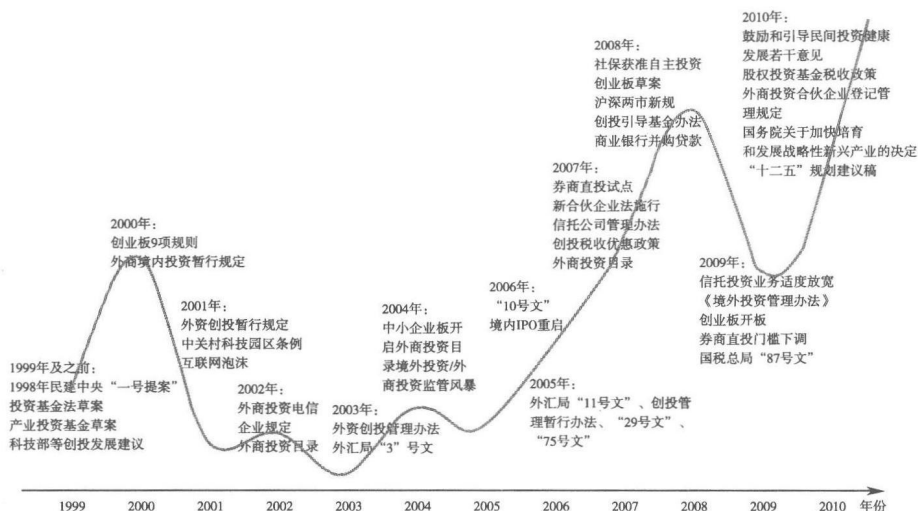 1999年及之前：
1998年民建中央“一号提案”
投资基金法草案
产业投资基金草案
科技部等创投发展建议
2000年：
创业板9项规则
外商境内投资暂行规定
2001年：
外资创投暂行规定
中关村科技园区条例
互联网泡沫
2002年：
外商投资电信
企业规定
外商投资目录
2003年：
外资创投管理办法
外汇局“3”号文
2004年：
中小企业板开
启外商投资目
录境外投资/外
商投资监管风暴
2005年：
外汇局“11号文”、创投管
理暂行办法、“29号文”、
“75号文”
2006年：
“10号文”
境内IPO重启
2007年：
券商直投试点
新合伙企业法施行
信托公司管理办法
创投税收优惠政策
外商投资目录
2008年：
社保获准自主投资
创业板草案
沪深两市新规
创投引导基金办法
商业银行并购贷款
2009年：
信托投资业务适度放宽
《境外投资管理办法》
创业板开板
券商直投门槛下调
国税总局“87号文”
2010年：
鼓励和引导民间投资健康
发展若干意见
股权投资基金税收政策
外商投资合伙企业登记管
理规定
国务院关于加快培育
和发展战略性新兴产业的决定
“十二五”规划建议稿
1999 2000 2001 2002 2003 2004 2005 2006 2007 2008 2009 2010 年份